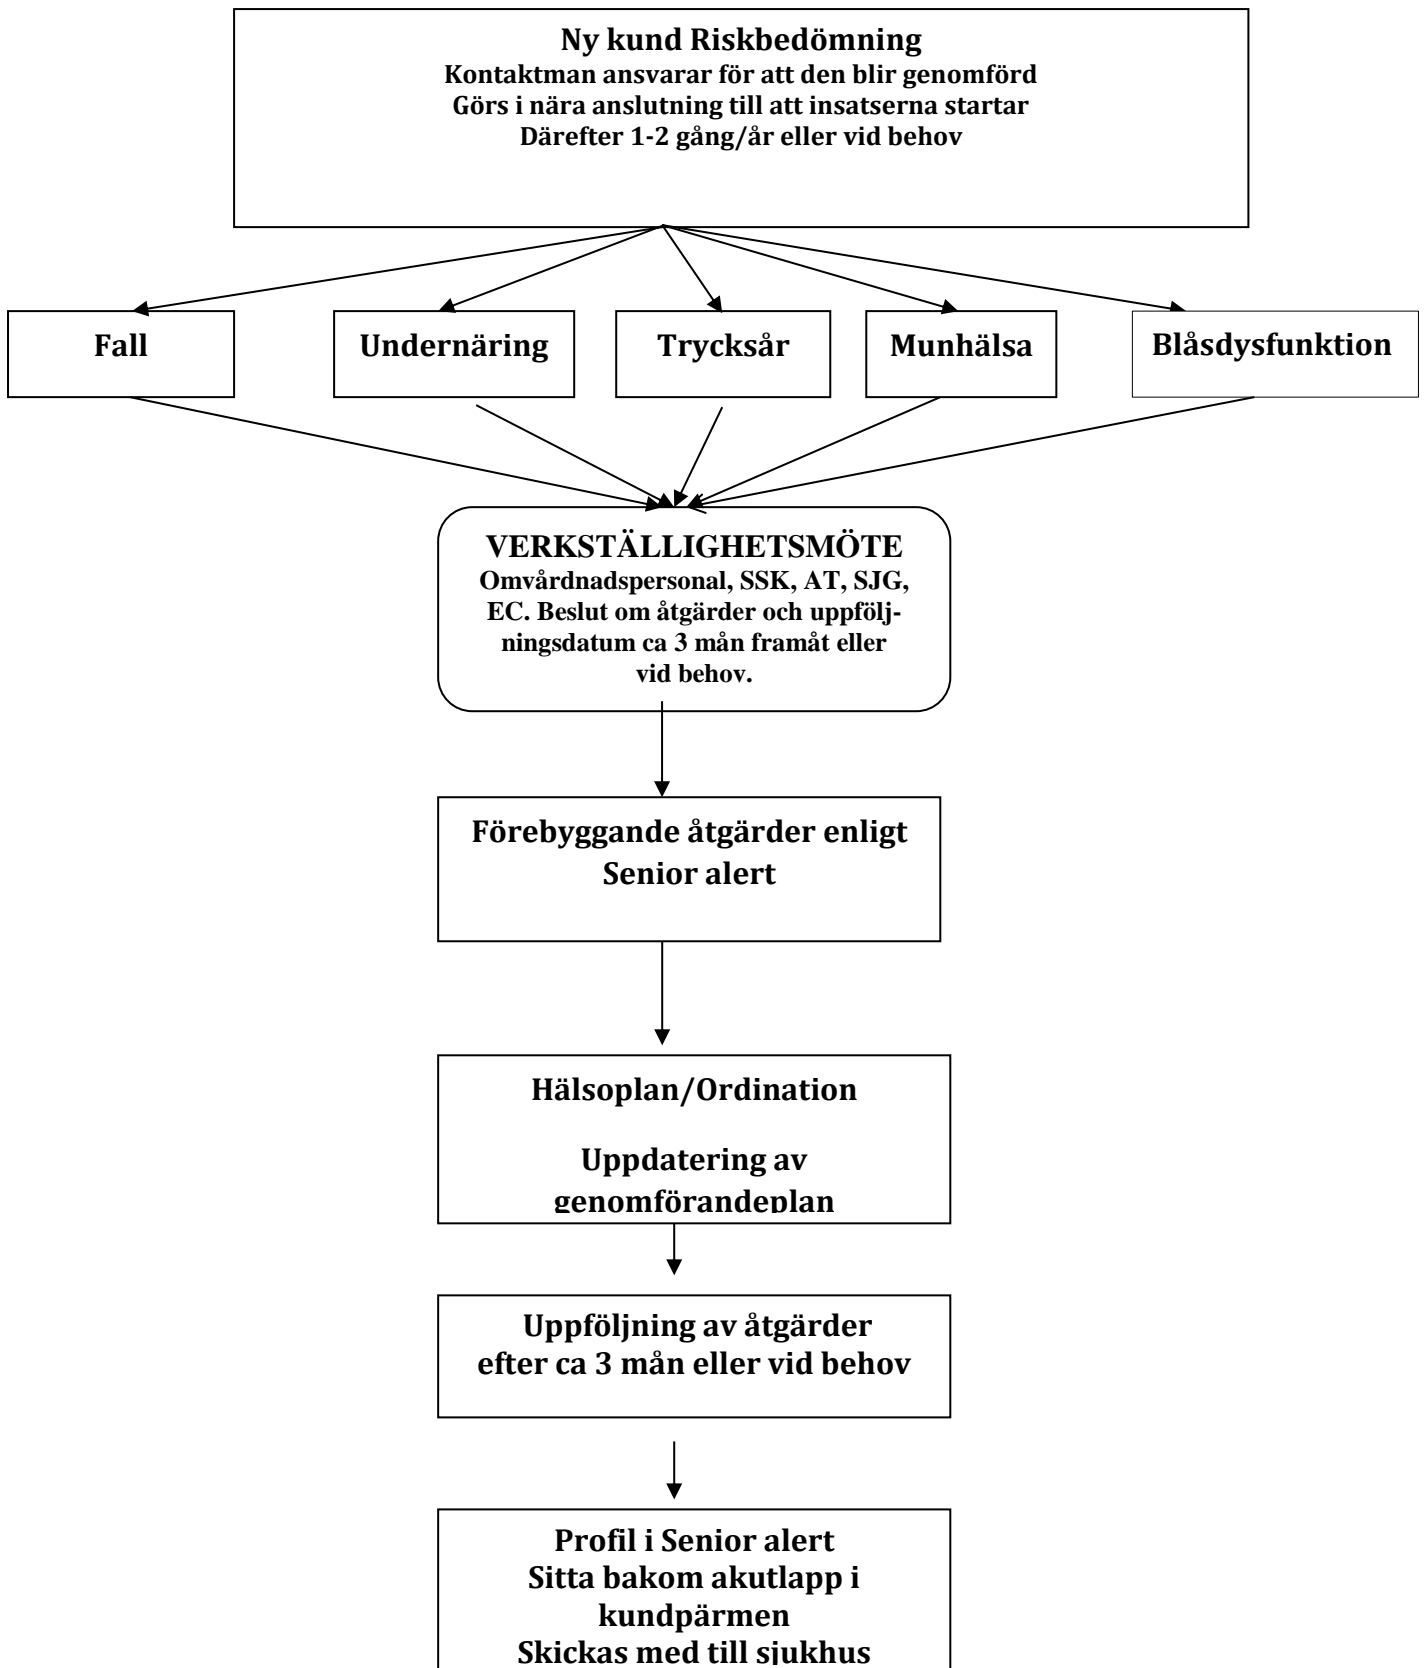 Ny kund Riskbedömning
Kontaktman ansvarar för att den blir genomförd
Görs i nära anslutning till att insatserna startar
Därefter 1-2 gång/år eller vid behov
Fall
Undernäring
Trycksår
Munhälsa
Blåsdysfunktion
VERKSTÄLLIGHETSMÖTE
Omvårdnadspersonal, SSK, AT, SJG,
EC. Beslut om åtgärder och uppfölj-
ningsdatum ca 3 mån framåt eller
vid behov.
Förebyggande åtgärder enligt
Senior alert
Hälsoplan/Ordination
Uppdatering av
genomförandeplan
Uppföljning av åtgärder
efter ca 3 mån eller vid behov
Profil i Senior alert
Sitta bakom akutlapp i
kundpärmen
Skickas med till sjukhus